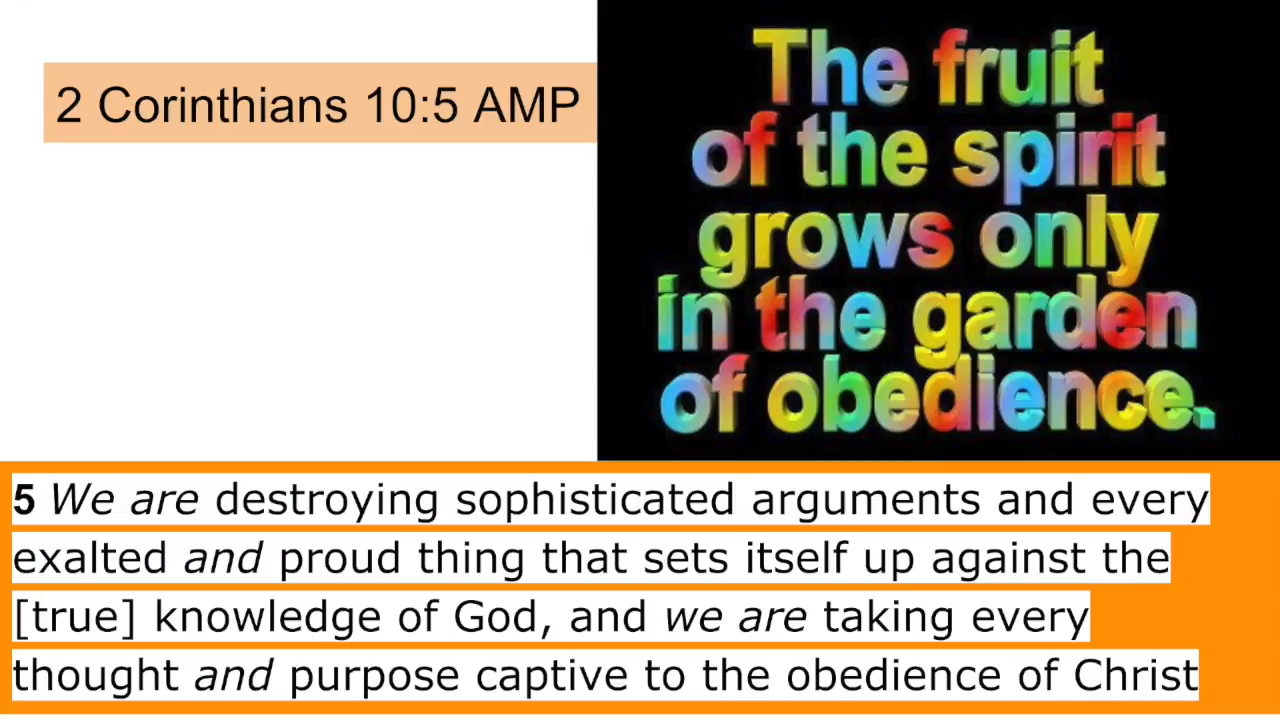 2 Corinthians 10:5 AMP
The fruit
of the spirit
grows only
in the garden
of obedience.
5 We are destroying sophisticated arguments and every
exalted and proud thing that sets itself up against the
[true] knowledge of God, and we are taking every
thought and purpose captive to the obedience of Christ